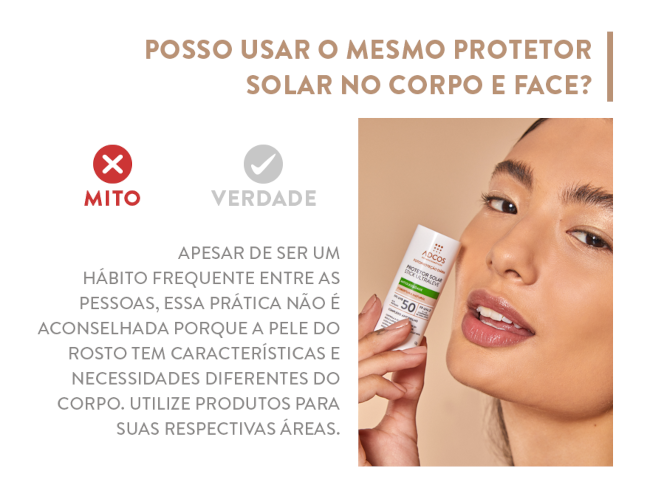 POSSO USAR O MESMO PROTETOR
SOLAR NO CORPO E FACE?
MITO
VERDADE
APESAR DE SER UM
HÁBITO FREQUENTE ENTRE AS
PESSOAS, ESSA PRÁTICA NÃO É
ACONSELHADA PORQUE A PELE DO
ROSTO TEM CARACTERÍSTICAS E
NECESSIDADES DIFERENTES DO
CORPO. UTILIZE PRODUTOS PARA
SUAS RESPECTIVAS ÁREAS.
ADCOS
PROTETOR SOLAR
STICK ULTRALEVE
50